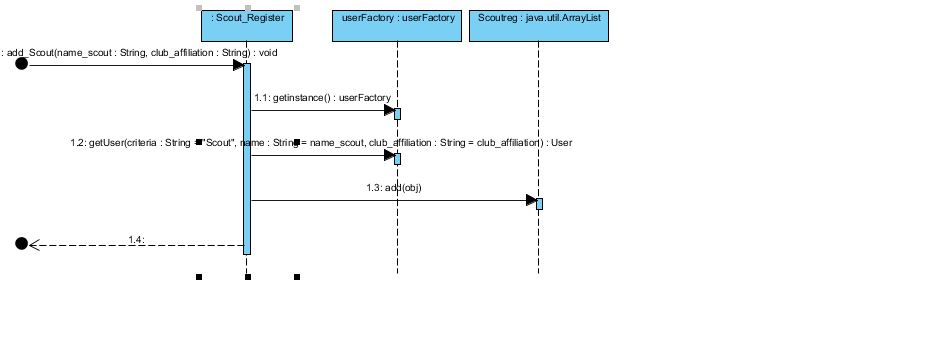 : Scout_Register
userFactory : userFactory
Scoutreg : java.util.ArrayList
: add_Scout(name_scout : String, club_affiliation : String) : void
1.1: getinstance() : userFactory
1.2: getUser(criteria : String = "Scout", name : String = name_scout, club_affiliation : String = club_affiliation) : User
1.3: add(obj)
1.4: